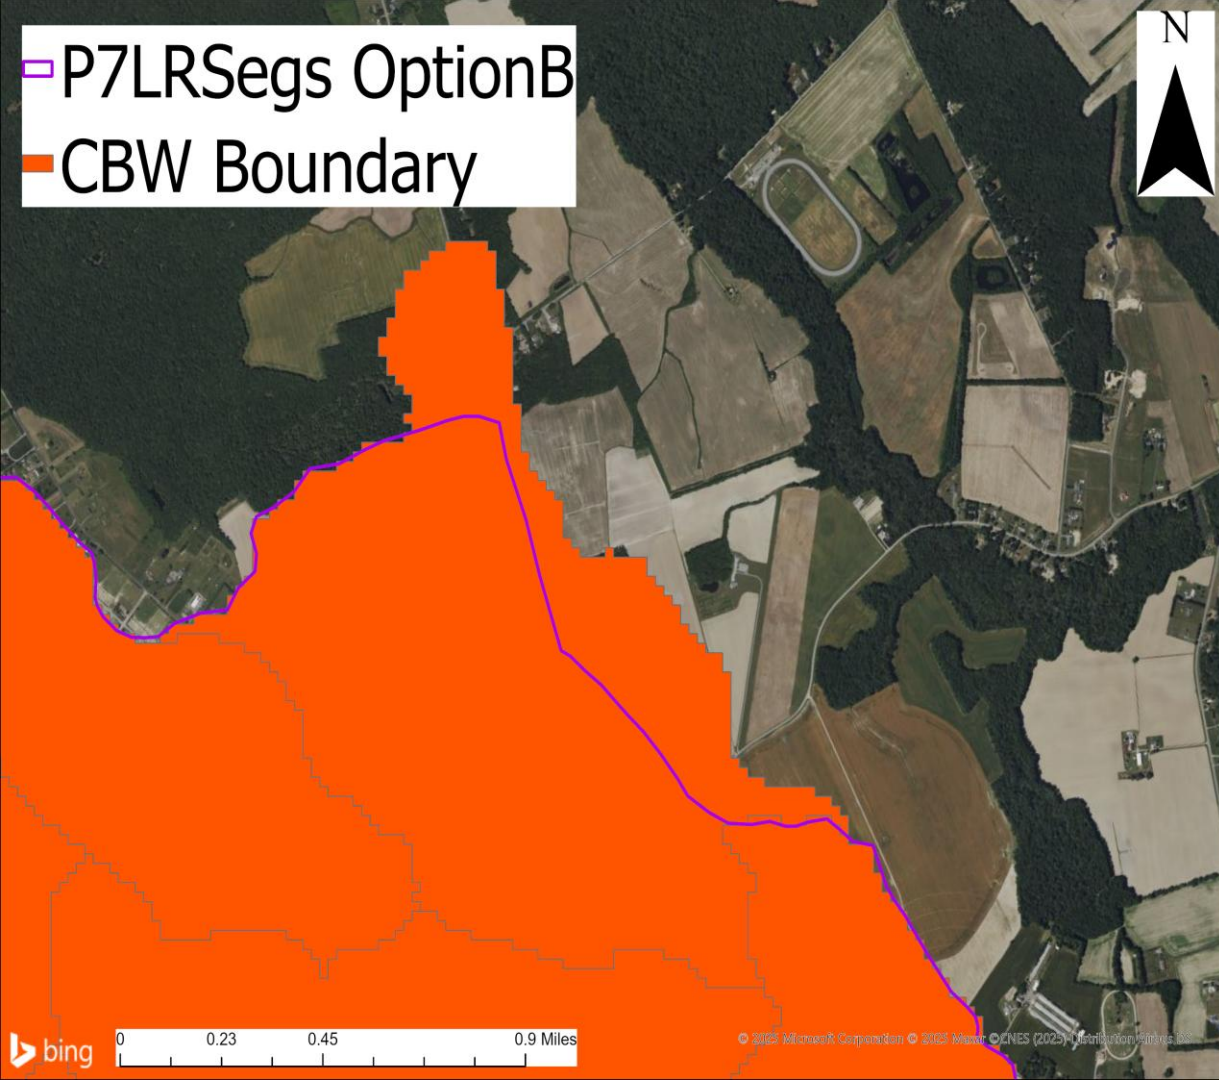 P7LRSegs OptionB
CBW Boundary
N
0 0.23 0.45 0.9 Miles
bing
© 2025 Microsoft Corporation © 2025 Maxar ©CNES (2025) Distribution Airbus DS